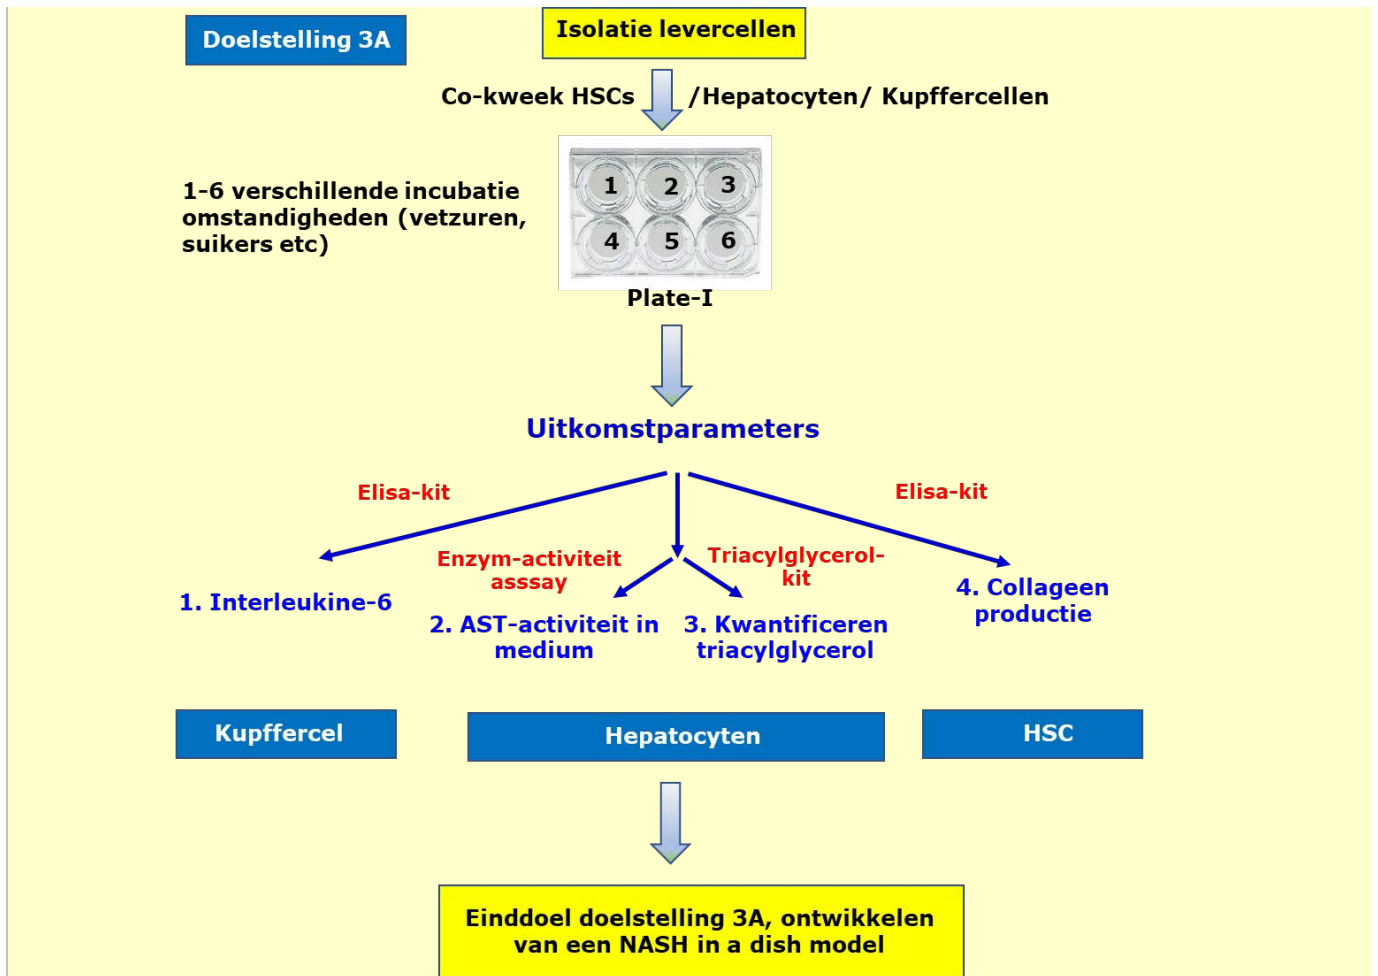 Doelstelling 3A
Isolatie levercellen
Co-kweek HSCs /Hepatocyten/ Kupffercellen
1-6 verschillende incubatie
omstandigheden (vetzuren,
suikers etc)
1 2 3
4 5 6
Plate-I
Uitkomstparameters
Elisa-kit
Elisa-kit
Enzym-activiteit
asssay
Triacylglycerol-
kit
1. Interleukine-6
2. AST-activiteit in
medium
3. Kwantificeren
triacylglycerol
4. Collageen
productie
Kupffercel
Hepatocyten
HSC
Einddoel doelstelling 3A, ontwikkelen
van een NASH in a dish model